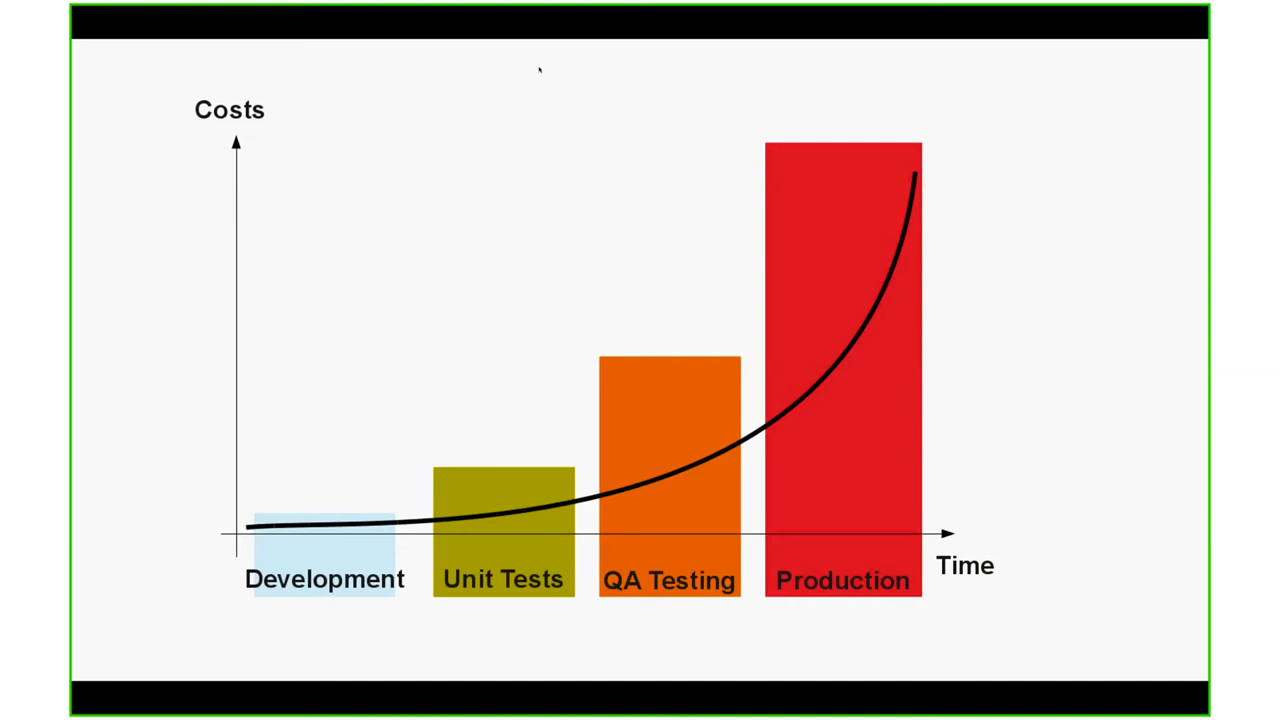 Costs
Development
Unit Tests
QA Testing
Production
Time